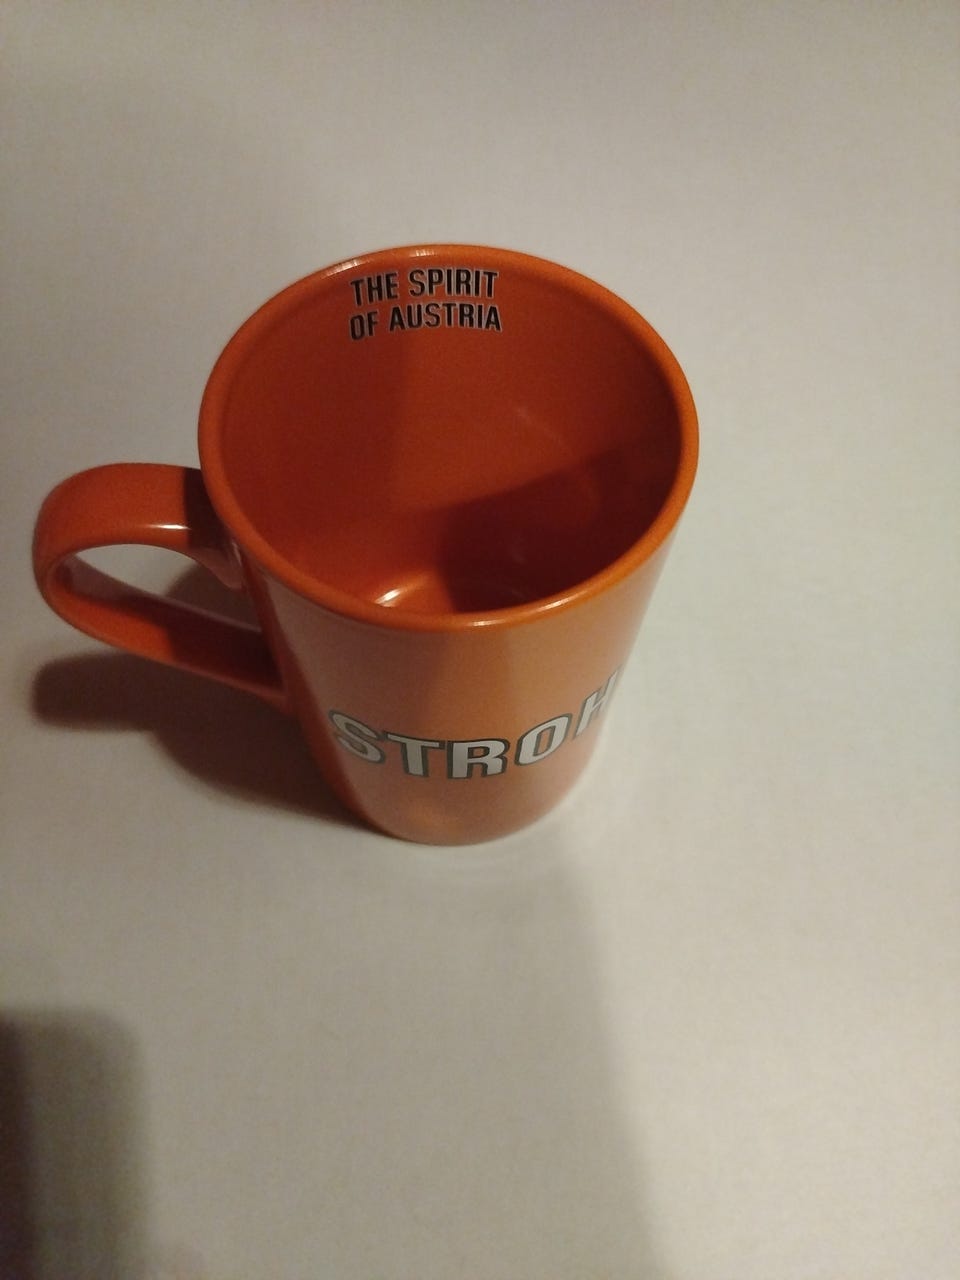 THE SPIRIT
OF AUSTRIA
STROH